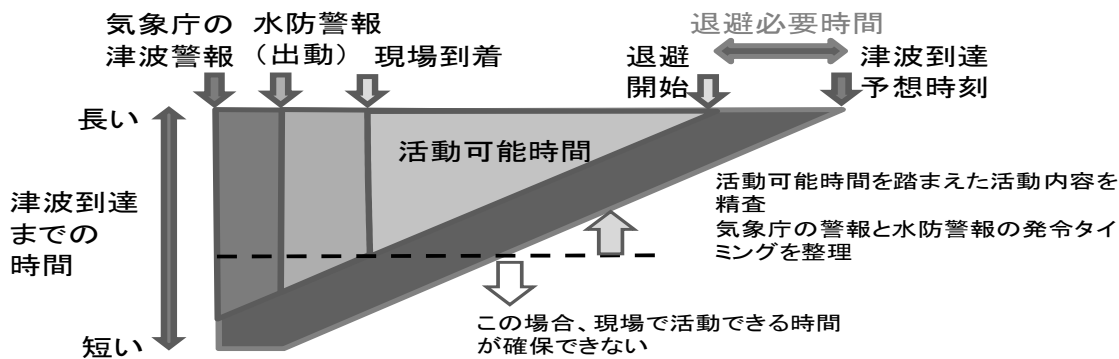 気象庁の
津波警報
水防警報
（出動）
現場到着
退避
開始
退避必要時間
津波到達
予想時刻
長い
活動可能時間
津波到達
までの
時間
活動可能時間を踏まえた活動内容を
精査
気象庁の警報と水防警報の発令タイ
ミングを整理
この場合、現場で活動できる時間
が確保できない
短い